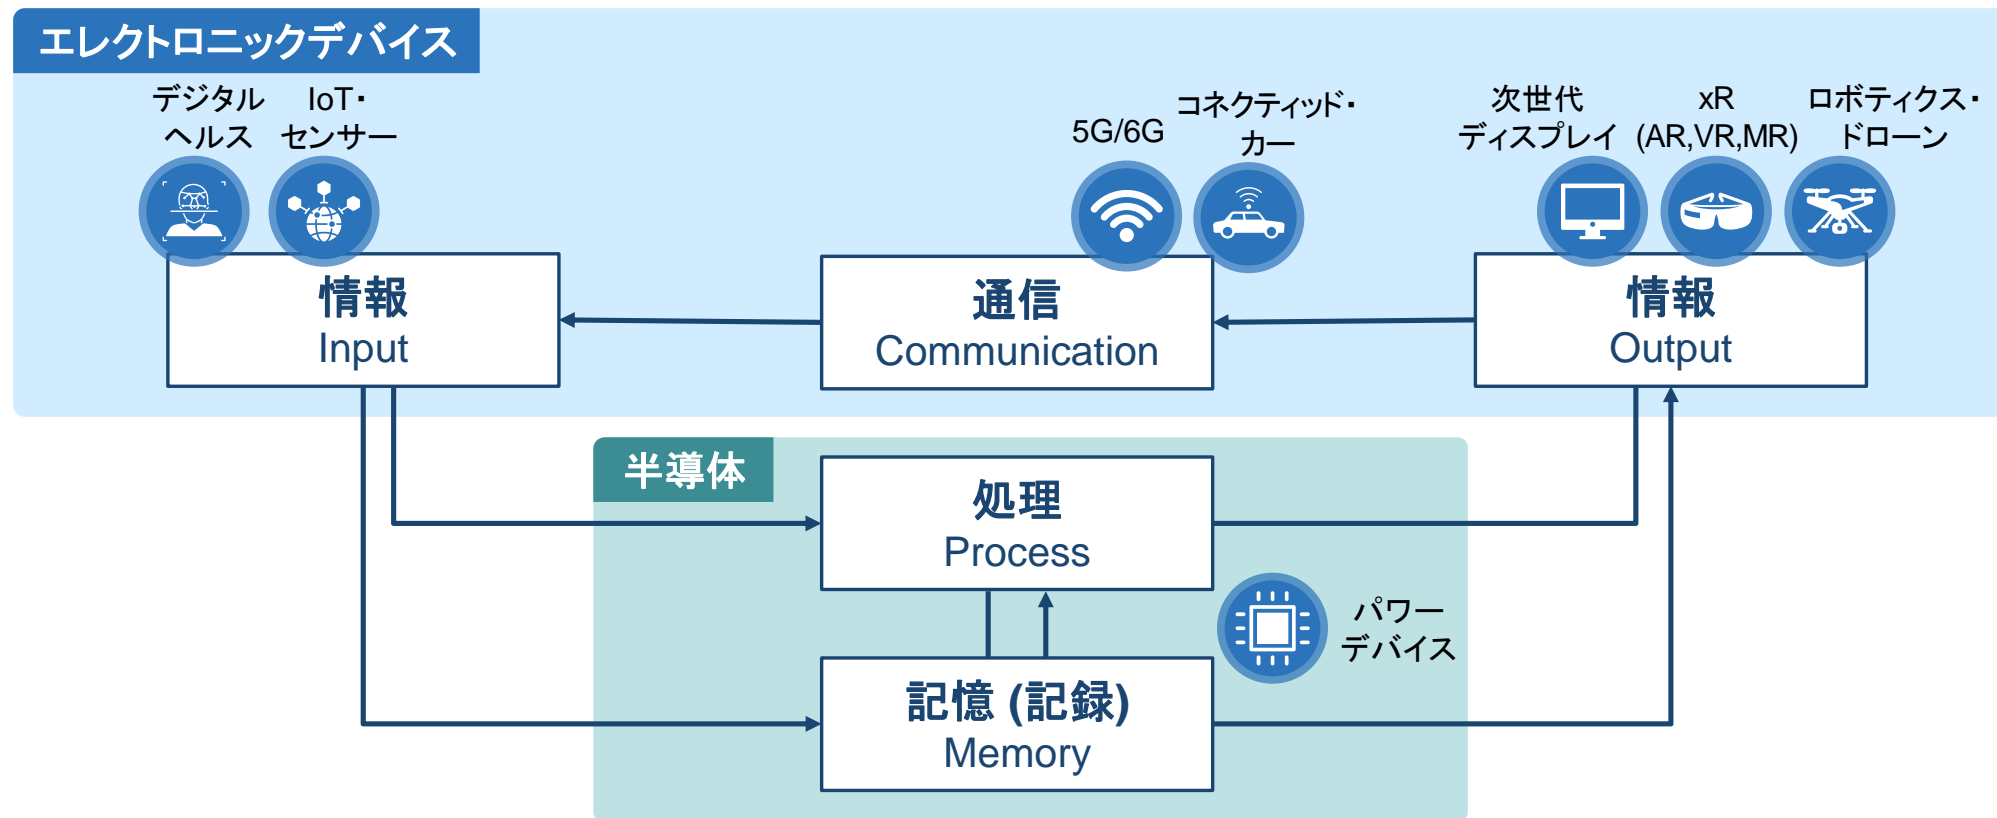 エレクトロニックデバイス
デジタル
ヘルス
IoT・
センサー
5G/6G
コネクティッド・
カー
次世代
ディスプレイ
xR
(AR,VR,MR)
ロボティクス・
ドローン
情報
Input
通信
Communication
情報
Output
半導体
処理
Process
パワー
デバイス
記憶 (記録)
Memory